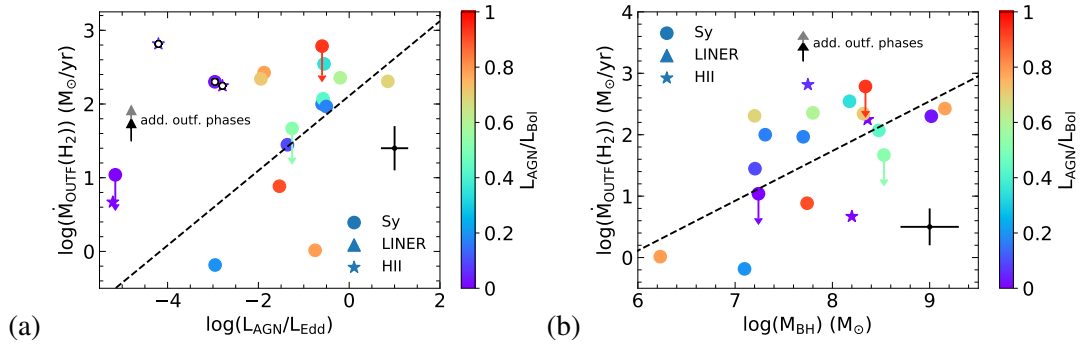 3
2
1
0
log(Ṁ_OUTF(H₂)) (M⊙/yr)
add. outf. phases
Sy
LINER
HII
−4
−2
0
2
log(L_AGN/L_Edd)
1
0.8
0.6
0.4
0.2
0
L_AGN/L_Bol
(a)
4
3
2
1
0
log(Ṁ_OUTF(H₂)) (M⊙/yr)
Sy
LINER
HII
add. outf. phases
6
7
8
9
log(M_BH) (M⊙)
1
0.8
0.6
0.4
0.2
0
L_AGN/L_Bol
(b)